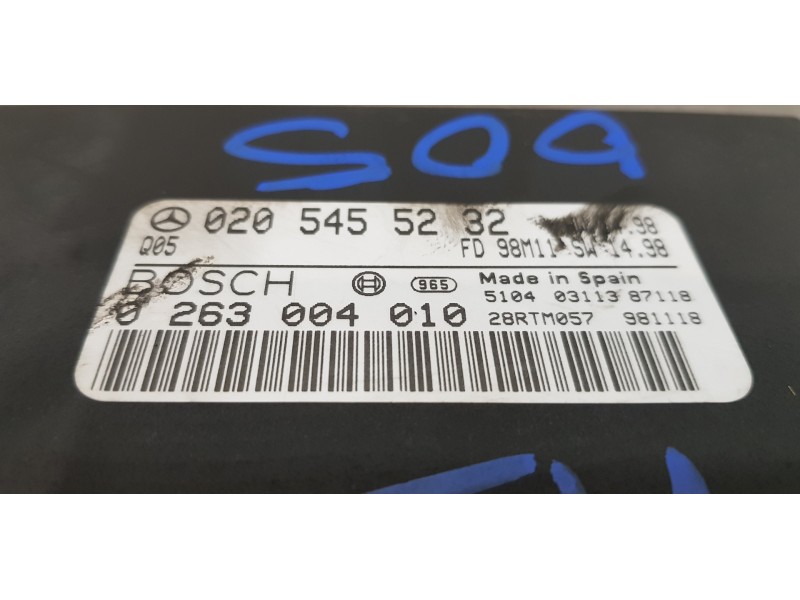 S09
020 545 52 32 .98
Q05 FD 98M11 SW 14.98
BOSCH 965 Made in Spain
5104 03113 87118
0 263 004 010 28RTM057 981118